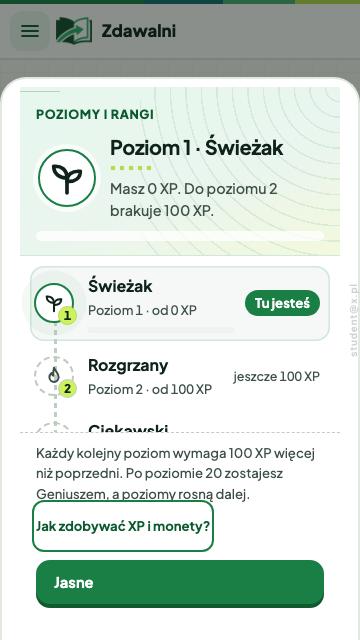 Zdawalni
POZIOMY I RANGI
Poziom 1 · Świeżak
Masz 0 XP. Do poziomu 2
brakuje 100 XP.
Świeżak
Poziom 1 · od 0 XP
Tu jesteś
1
Rozgrzany
Poziom 2 · od 100 XP
jeszcze 100 XP
2
Ciekawski
Każdy kolejny poziom wymaga 100 XP więcej
niż poprzedni. Po poziomie 20 zostajesz
Geniuszem, a poziomy rosną dalej.
Jak zdobywać XP i monety?
Jasne
student@x.pl